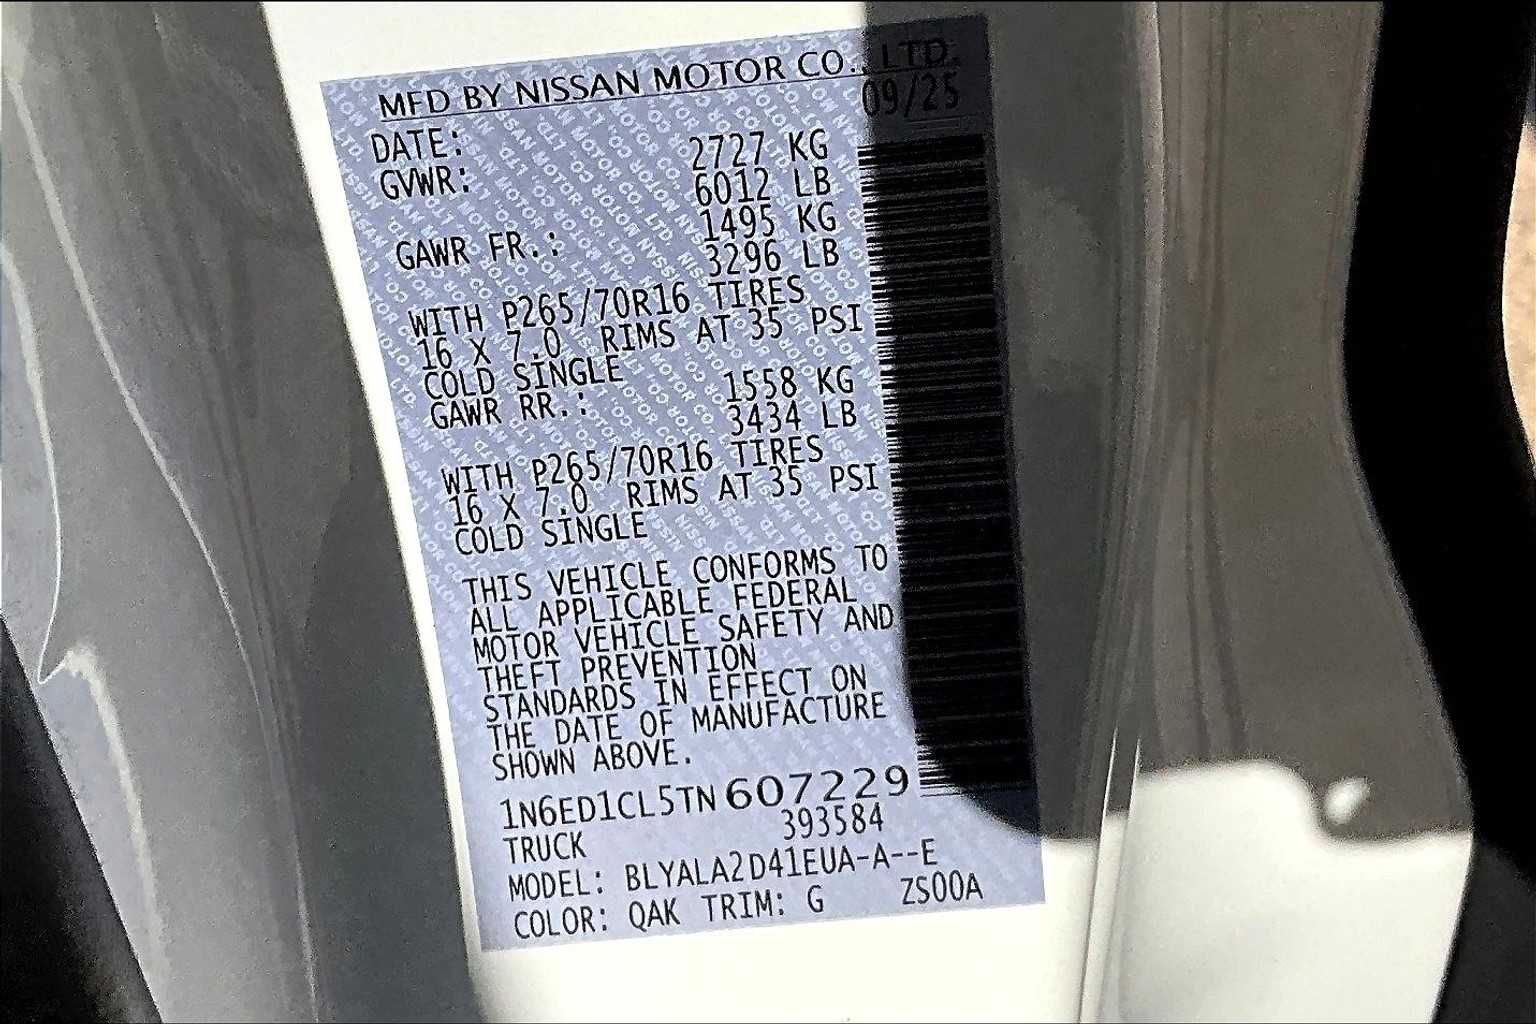 MFD BY NISSAN MOTOR CO., LTD.
DATE: 09/25
GVWR: 2727 KG
6012 LB
GAWR FR.: 1495 KG
3296 LB
WITH P265/70R16 TIRES
16 X 7.0 RIMS AT 35 PSI
COLD SINGLE
GAWR RR.: 1558 KG
3434 LB
WITH P265/70R16 TIRES
16 X 7.0 RIMS AT 35 PSI
COLD SINGLE
THIS VEHICLE CONFORMS TO
ALL APPLICABLE FEDERAL
MOTOR VEHICLE SAFETY AND
THEFT PREVENTION
STANDARDS IN EFFECT ON
THE DATE OF MANUFACTURE
SHOWN ABOVE.
1N6ED1CL5TN607229
TRUCK 393584
MODEL: BLYALA2D41EUA-A--E
COLOR: QAK TRIM: G ZS00A